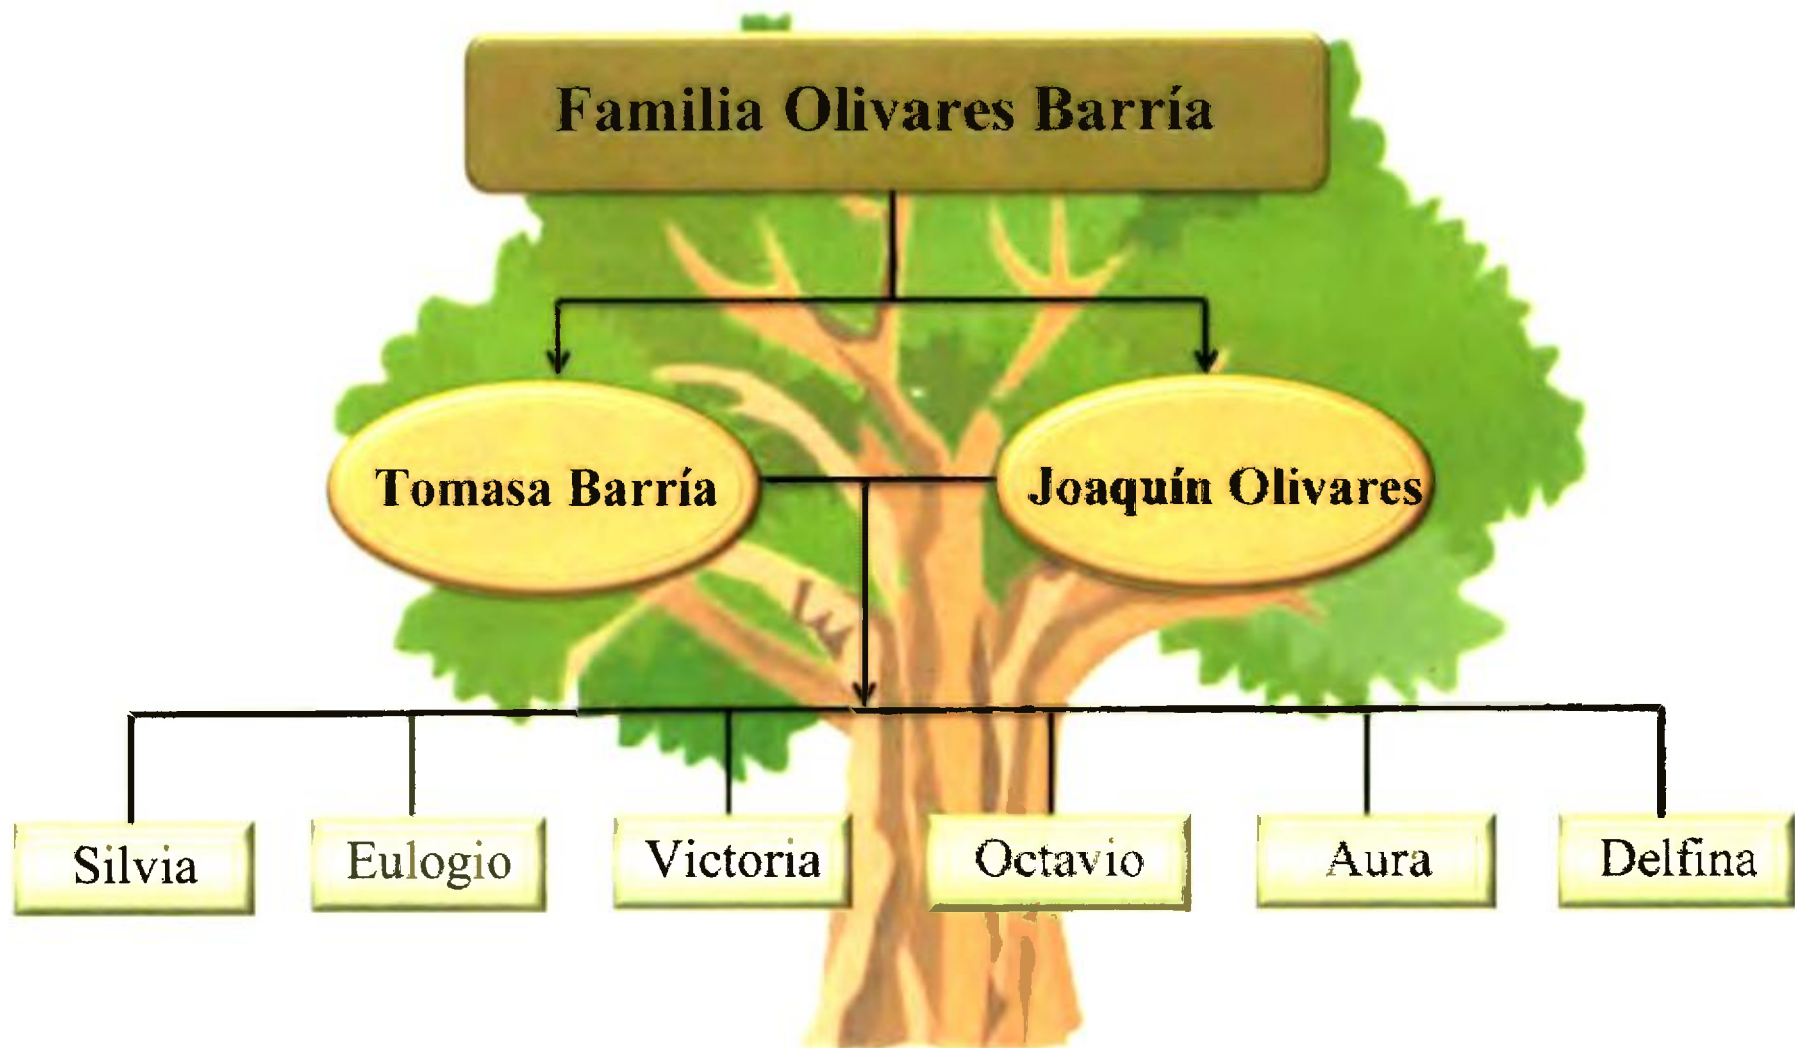 Familia Olivares Barría
Tomasa Barría
Joaquín Olivares
Silvia
Eulogio
Victoria
Octavio
Aura
Delfina